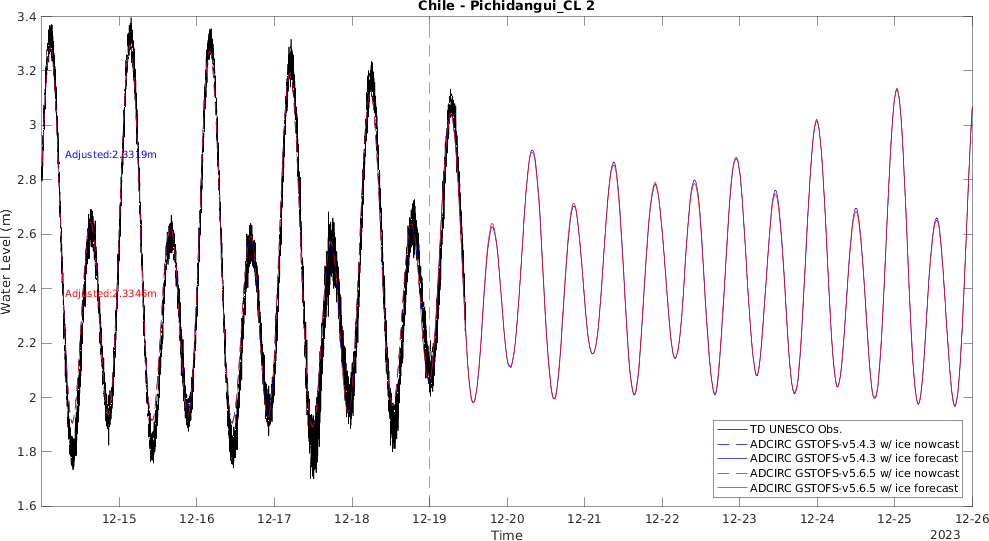 Chile - Pichidangui_CL 2
3.4
3.2
3
2.8
2.6
2.4
2.2
2
1.8
1.6
Water Level (m)
Adjusted:2.3319m
Adjusted:2.3346m
TD UNESCO Obs.
ADCIRC GSTOFS-v5.4.3 w/ ice nowcast
ADCIRC GSTOFS-v5.4.3 w/ ice forecast
ADCIRC GSTOFS-v5.6.5 w/ ice nowcast
ADCIRC GSTOFS-v5.6.5 w/ ice forecast
12-15 12-16 12-17 12-18 12-19 12-20 12-21 12-22 12-23 12-24 12-25 12-26
Time
2023